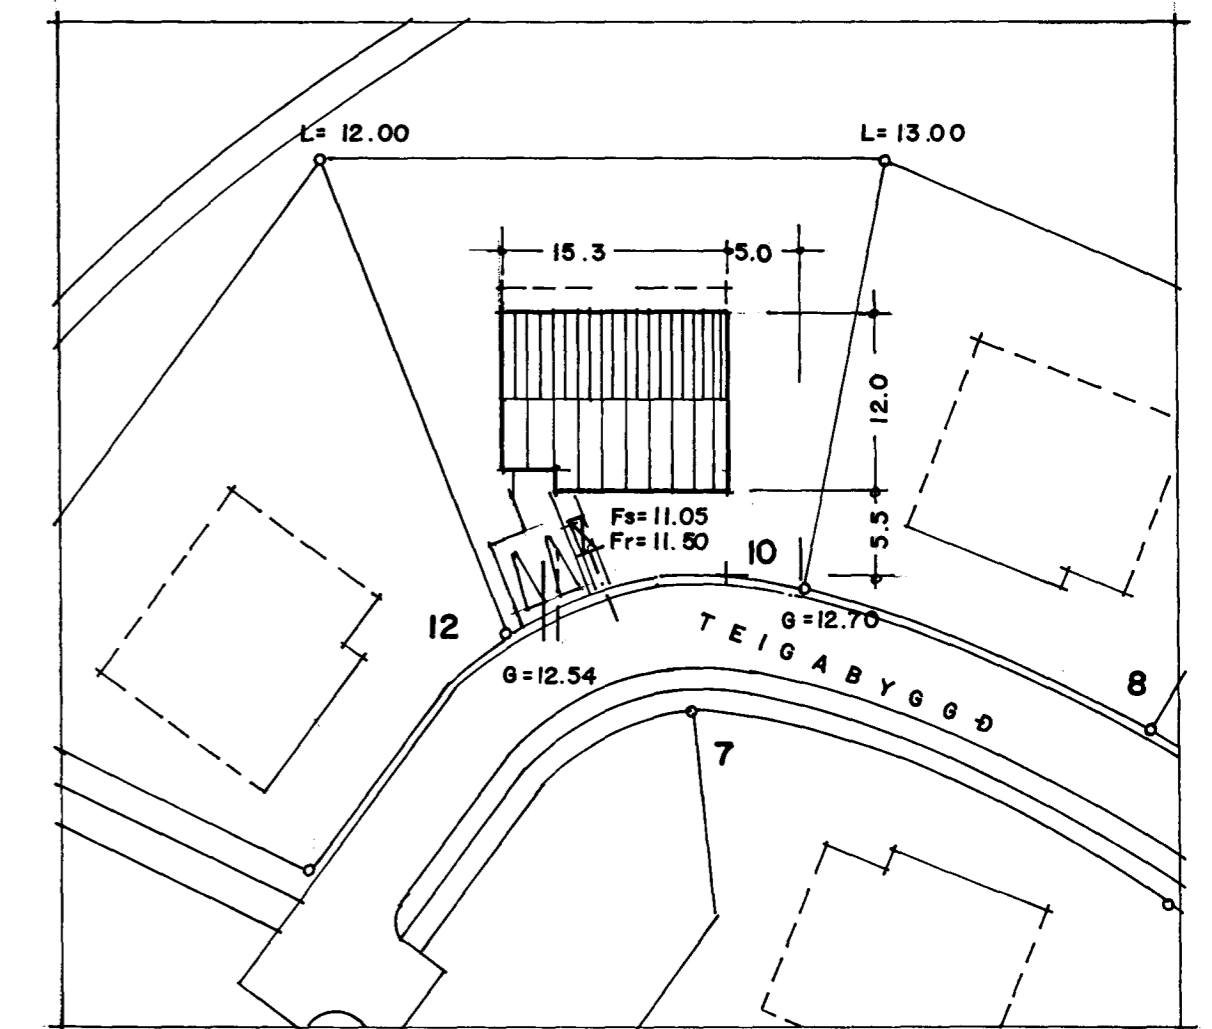 L= 12.00
L= 13.00
15.3
5.0
12.0
5.5
Fs= 11.05
Fr= 11.50
10
12
G=12.70
G=12.54
TEIGABYGGÐ
8
7